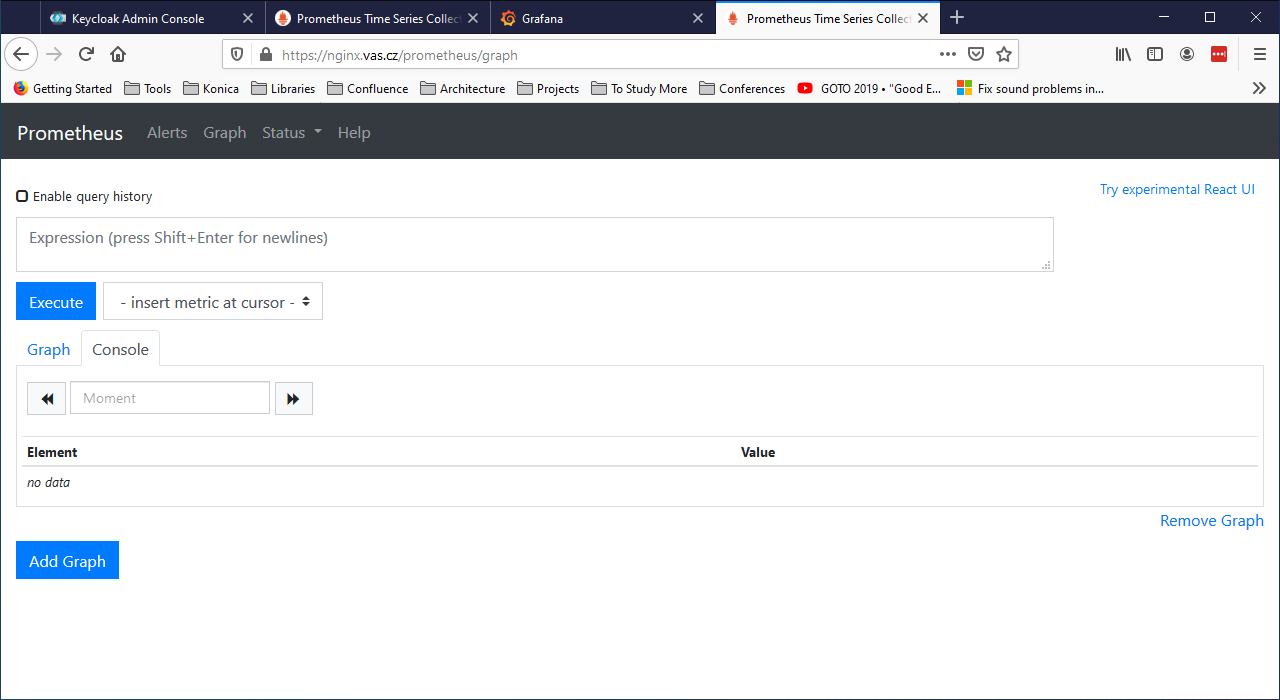 Keycloak Admin Console
Prometheus Time Series Collect
Grafana
Prometheus Time Series Collect
https://nginx.vas.cz/prometheus/graph
Getting Started
Tools
Konica
Libraries
Confluence
Architecture
Projects
To Study More
Conferences
GOTO 2019 • "Good E...
Fix sound problems in...
Prometheus
Alerts
Graph
Status
Help
Enable query history
Try experimental React UI
Expression (press Shift+Enter for newlines)
Execute
- insert metric at cursor -
Graph
Console
Moment
Element
Value
no data
Remove Graph
Add Graph